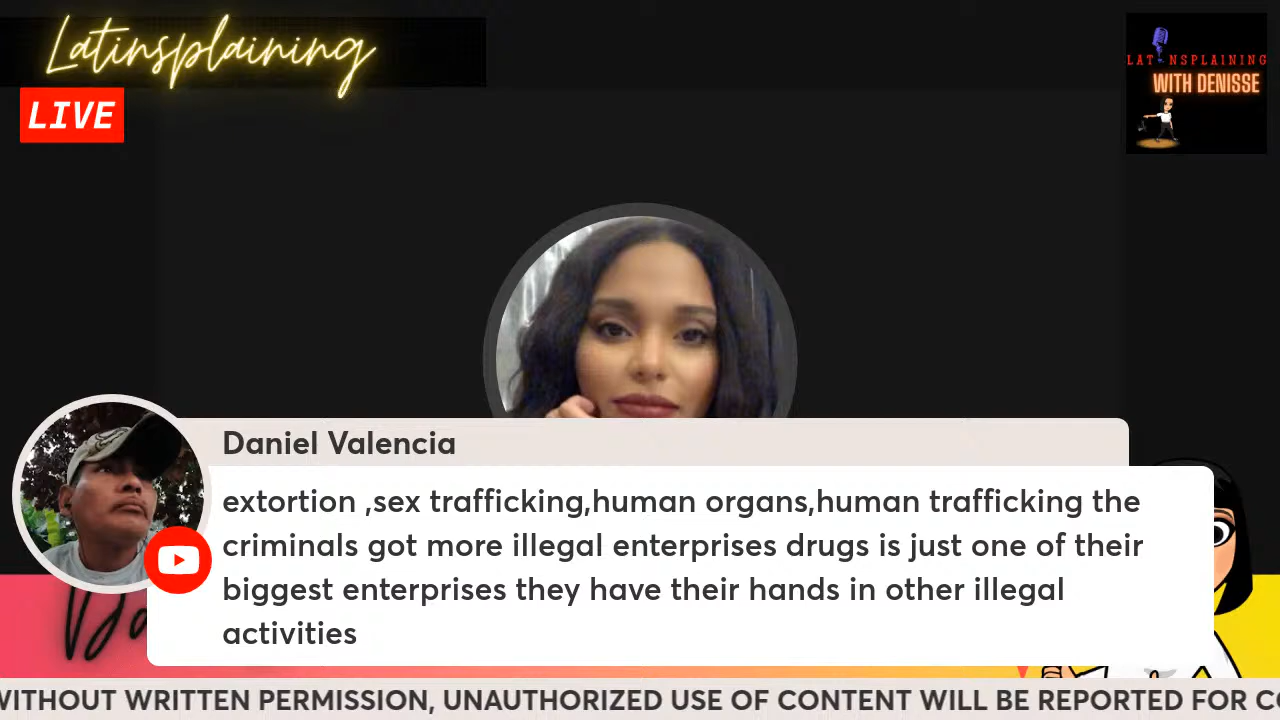 Latinsplaining
LIVE
LAT NSPLAINING
WITH DENISSE
Daniel Valencia
extortion ,sex trafficking,human organs,human trafficking the
criminals got more illegal enterprises drugs is just one of their
biggest enterprises they have their hands in other illegal
activities
WITHOUT WRITTEN PERMISSION, UNAUTHORIZED USE OF CONTENT WILL BE REPORTED FOR